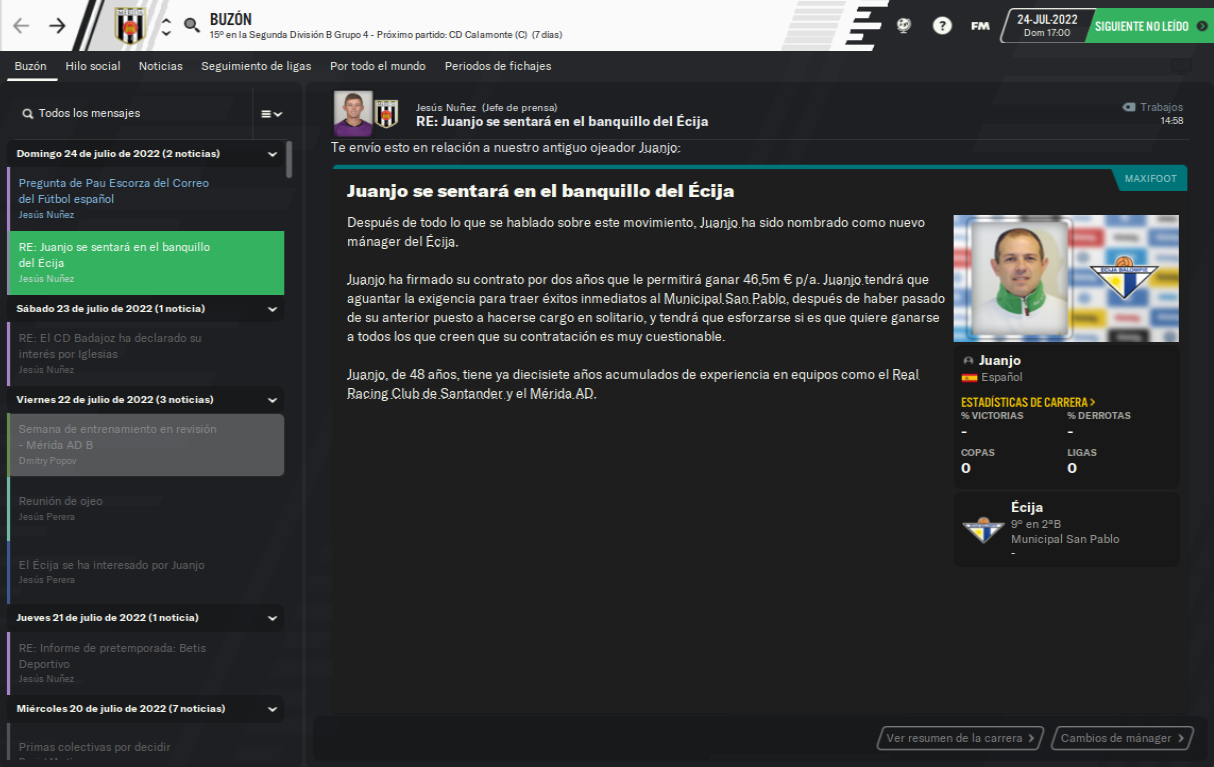 BUZÓN
15º en la Segunda División B Grupo 4 - Próximo partido: CD Calamonte (C) (7 días)
FM
24-JUL-2022
Dom 17:00
SIGUIENTE NO LEÍDO
Buzón
Hilo social
Noticias
Seguimiento de ligas
Por todo el mundo
Periodos de fichajes
Todos los mensajes
Domingo 24 de julio de 2022 (2 noticias)
Pregunta de Pau Escorza del Correo
del Fútbol español
Jesús Nuñez
RE: Juanjo se sentará en el banquillo
del Écija
Jesús Nuñez
Sábado 23 de julio de 2022 (1 noticia)
RE: El CD Badajoz ha declarado su
interés por Iglesias
Jesús Nuñez
Viernes 22 de julio de 2022 (3 noticias)
Semana de entrenamiento en revisión
- Mérida AD B
Dmitry Popov
Reunión de ojeo
Jesús Perera
El Écija se ha interesado por Juanjo
Jesús Perera
Jueves 21 de julio de 2022 (1 noticia)
RE: Informe de pretemporada: Betis
Deportivo
Jesús Nuñez
Miércoles 20 de julio de 2022 (7 noticias)
Primas colectivas por decidir
Jesús Nuñez (Jefe de prensa)
RE: Juanjo se sentará en el banquillo del Écija
Trabajos
14:58
Te envío esto en relación a nuestro antiguo ojeador Juanjo:
MAXIFOOT
Juanjo se sentará en el banquillo del Écija
Después de todo lo que se hablado sobre este movimiento, Juanjo ha sido nombrado como nuevo
mánager del Écija.
Juanjo ha firmado su contrato por dos años que le permitirá ganar 46,5m € p/a. Juanjo tendrá que
aguantar la exigencia para traer éxitos inmediatos al Municipal San Pablo, después de haber pasado
de su anterior puesto a hacerse cargo en solitario, y tendrá que esforzarse si es que quiere ganarse
a todos los que creen que su contratación es muy cuestionable.
Juanjo, de 48 años, tiene ya diecisiete años acumulados de experiencia en equipos como el Real
Racing Club de Santander y el Mérida AD.
ECIJA BALOMPIE
Juanjo
Español
ESTADÍSTICAS DE CARRERA >
% VICTORIAS
% DERROTAS
-
-
COPAS
LIGAS
0
0
Écija
9º en 2ªB
Municipal San Pablo
-
Ver resumen de la carrera >
Cambios de mánager >